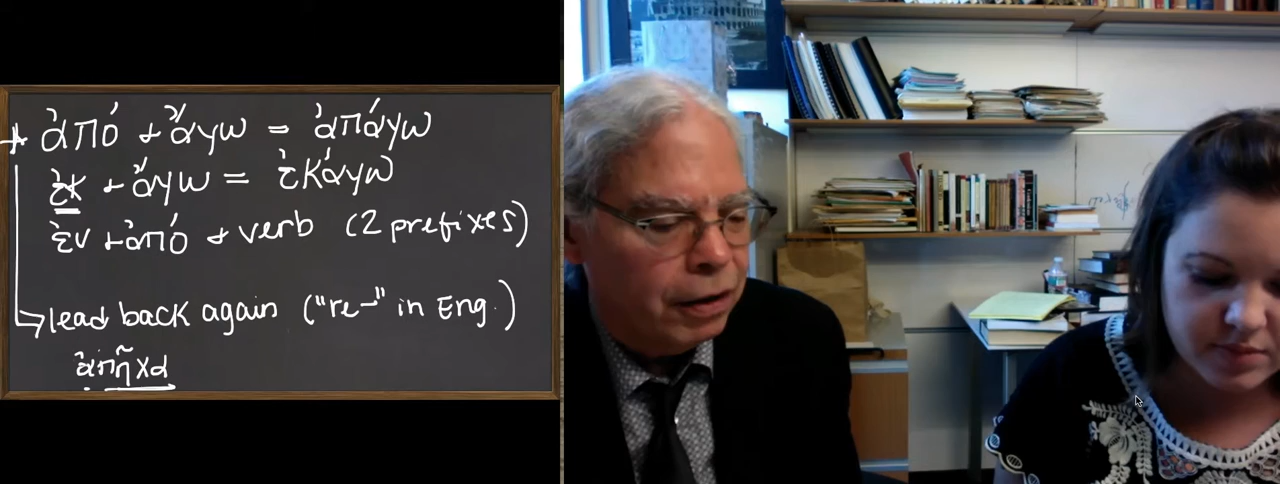 ἀπό + ἄγω = ἀπάγω
ἐκ + ἄγω = ἐκάγω
ἐν + ἀπό + verb (2 prefixes)
lead back again ("re-" in Eng.)
ἀπῆχα